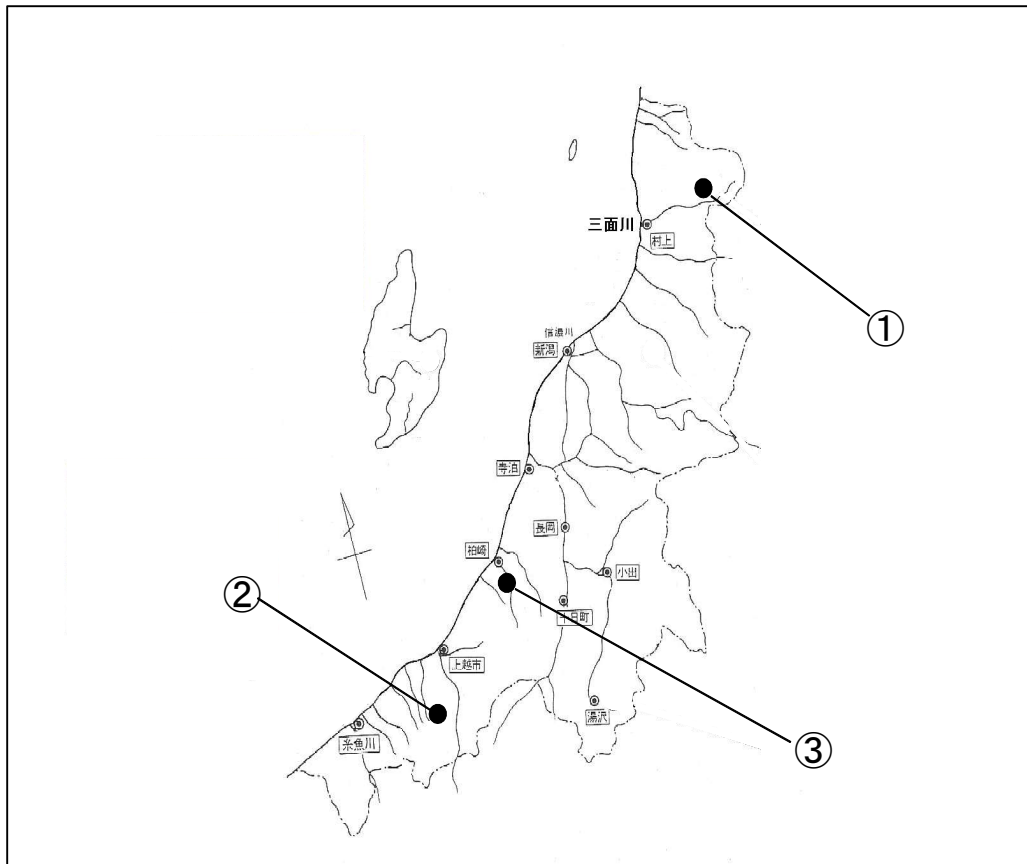 三面川
村上
①
信濃川
新潟
寺泊
長岡
柏崎
小出
②
十日町
上越市
湯沢
糸魚川
③